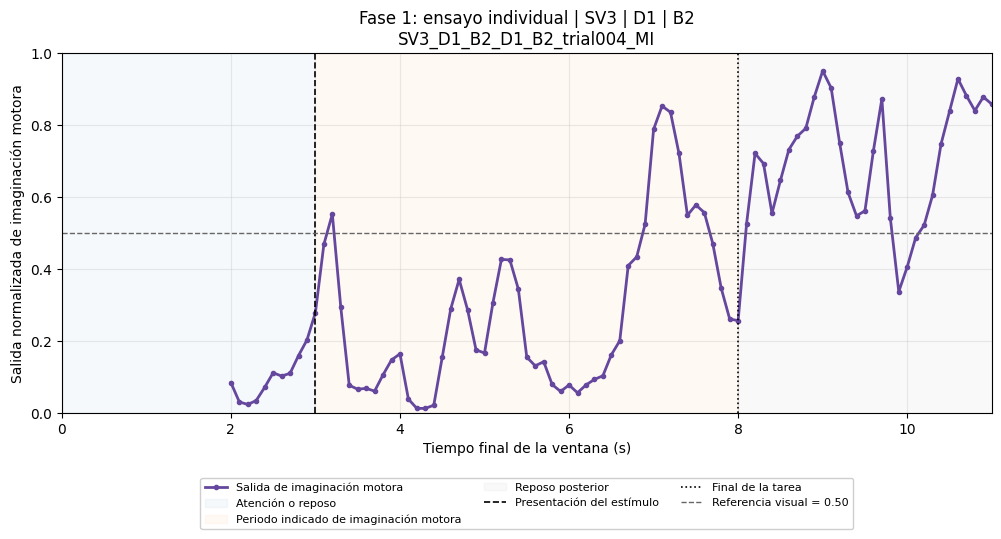 Fase 1: ensayo individual | SV3 | D1 | B2
SV3_D1_B2_D1_B2_trial004_MI
Salida normalizada de imaginación motora
1.0
0.8
0.6
0.4
0.2
0.0
0 2 4 6 8 10
Tiempo final de la ventana (s)
Salida de imaginación motora
Atención o reposo
Periodo indicado de imaginación motora
Reposo posterior
Presentación del estímulo
Final de la tarea
Referencia visual = 0.50